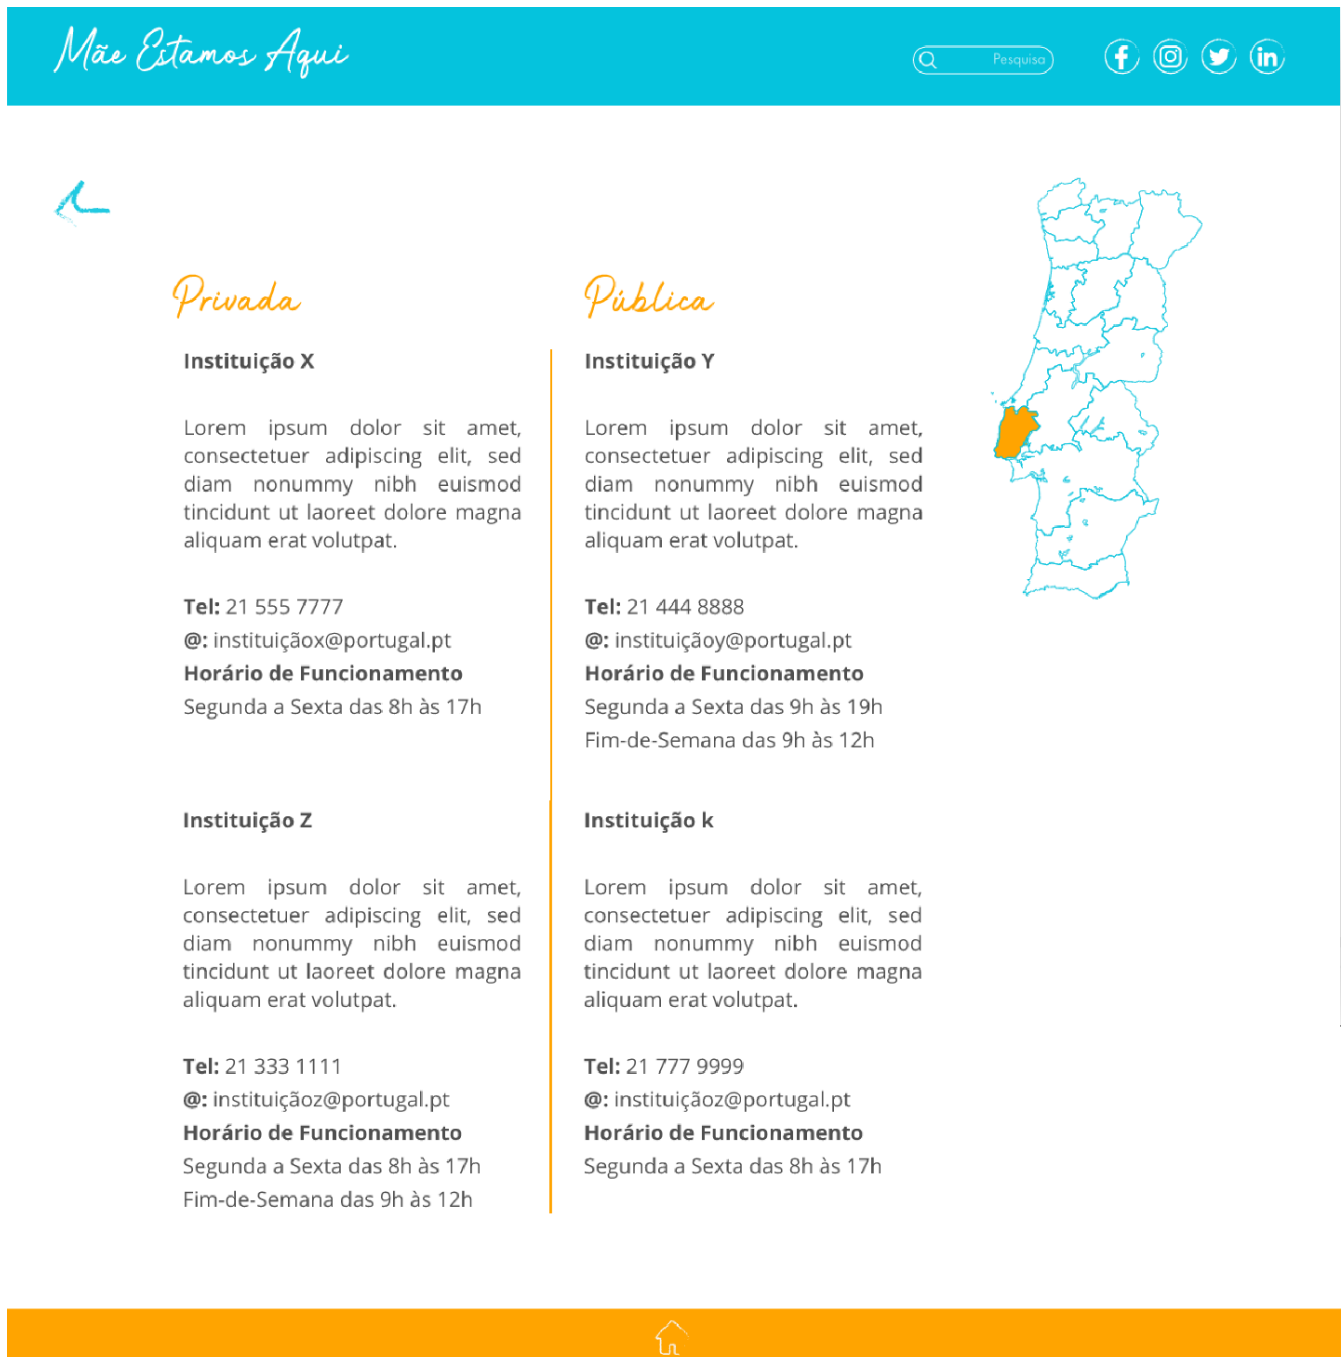 Mãe Estamos Aqui
Pesquisa
Privada
Instituição X
Lorem ipsum dolor sit amet,
consectetuer adipiscing elit, sed
diam nonummy nibh euismod
tincidunt ut laoreet dolore magna
aliquam erat volutpat.
Tel: 21 555 7777
@: instituiçãox@portugal.pt
Horário de Funcionamento
Segunda a Sexta das 8h às 17h
Instituição Z
Lorem ipsum dolor sit amet,
consectetuer adipiscing elit, sed
diam nonummy nibh euismod
tincidunt ut laoreet dolore magna
aliquam erat volutpat.
Tel: 21 333 1111
@: instituiçãoz@portugal.pt
Horário de Funcionamento
Segunda a Sexta das 8h às 17h
Fim-de-Semana das 9h às 12h
Pública
Instituição Y
Lorem ipsum dolor sit amet,
consectetuer adipiscing elit, sed
diam nonummy nibh euismod
tincidunt ut laoreet dolore magna
aliquam erat volutpat.
Tel: 21 444 8888
@: instituiçãoy@portugal.pt
Horário de Funcionamento
Segunda a Sexta das 9h às 19h
Fim-de-Semana das 9h às 12h
Instituição k
Lorem ipsum dolor sit amet,
consectetuer adipiscing elit, sed
diam nonummy nibh euismod
tincidunt ut laoreet dolore magna
aliquam erat volutpat.
Tel: 21 777 9999
@: instituiçãoz@portugal.pt
Horário de Funcionamento
Segunda a Sexta das 8h às 17h